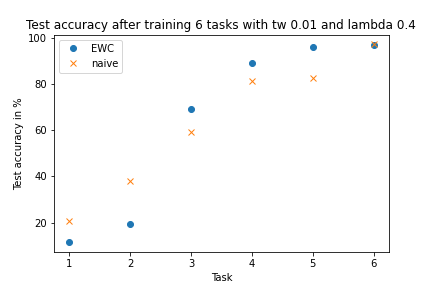 Test accuracy after training 6 tasks with tw 0.01 and lambda 0.4
EWC
naive
Test accuracy in %
100
80
60
40
20
1 2 3 4 5 6
Task